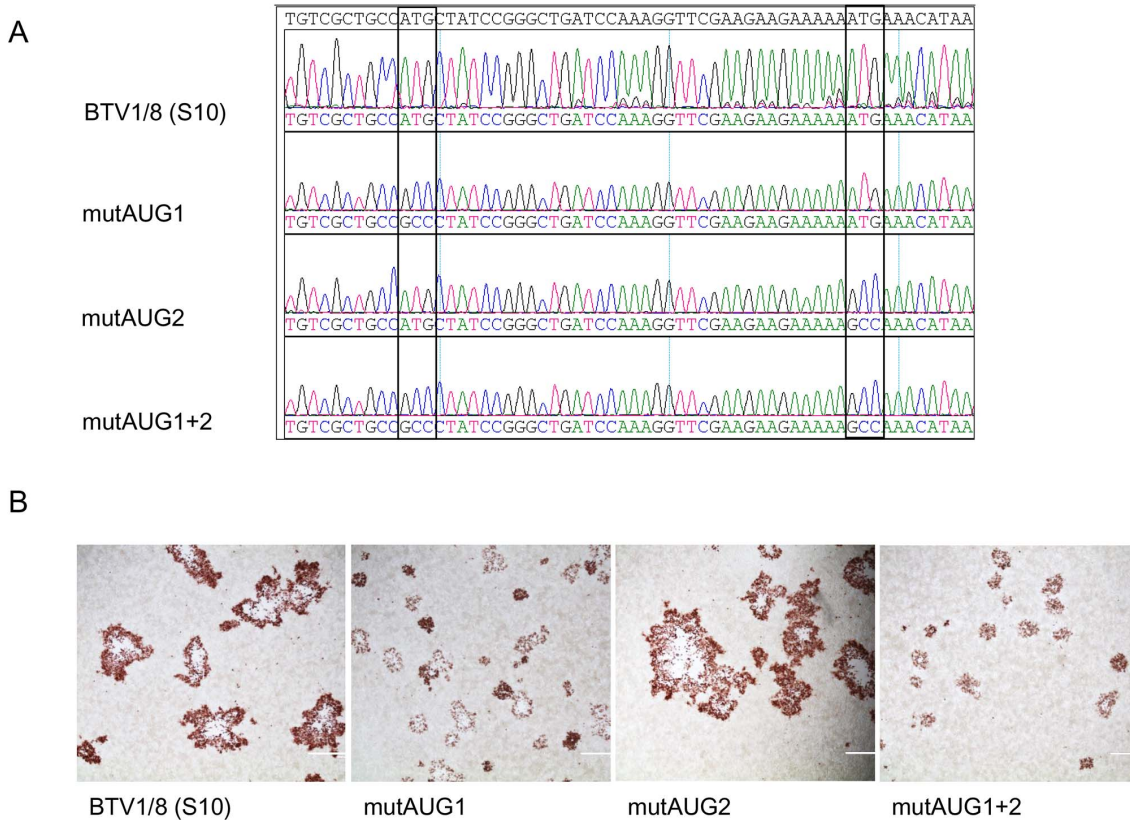 A
TGTCGCTGCCATGCTATCCGGGCTGATCCAAAGGTTCGAAGAAGAAAAAATGAAACATAA
BTV1/8 (S10)
TGTCGCTGCCATGCTATCCGGGCTGATCCAAAGGTTCGAAGAAGAAAAAATGAAACATAA
mutAUG1
TGTCGCTGCCGCCCTATCCGGGCTGATCCAAAGGTTCGAAGAAGAAAAAATGAAACATAA
mutAUG2
TGTCGCTGCCATGCTATCCGGGCTGATCCAAAGGTTCGAAGAAGAAAAAGCCAAACATAA
mutAUG1+2
TGTCGCTGCCGCCCTATCCGGGCTGATCCAAAGGTTCGAAGAAGAAAAAGCCAAACATAA
B
BTV1/8 (S10) mutAUG1 mutAUG2 mutAUG1+2